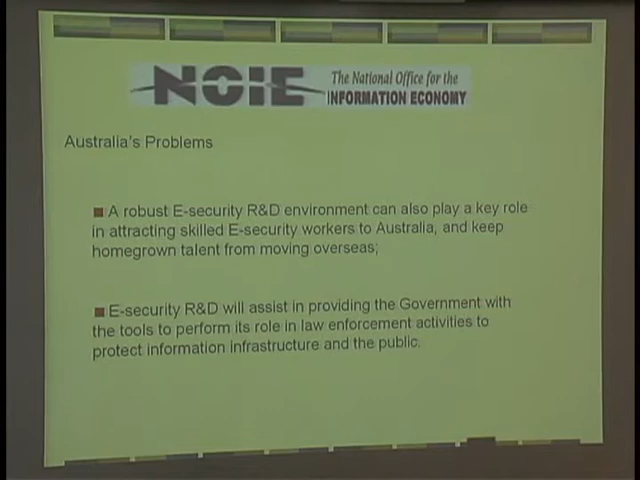 NOIE
The National Office for the
INFORMATION ECONOMY
Australia's Problems
A robust E-security R&D environment can also play a key role
in attracting skilled E-security workers to Australia, and keep
homegrown talent from moving overseas;
E-security R&D will assist in providing the Government with
the tools to perform its role in law enforcement activities to
protect information infrastructure and the public.